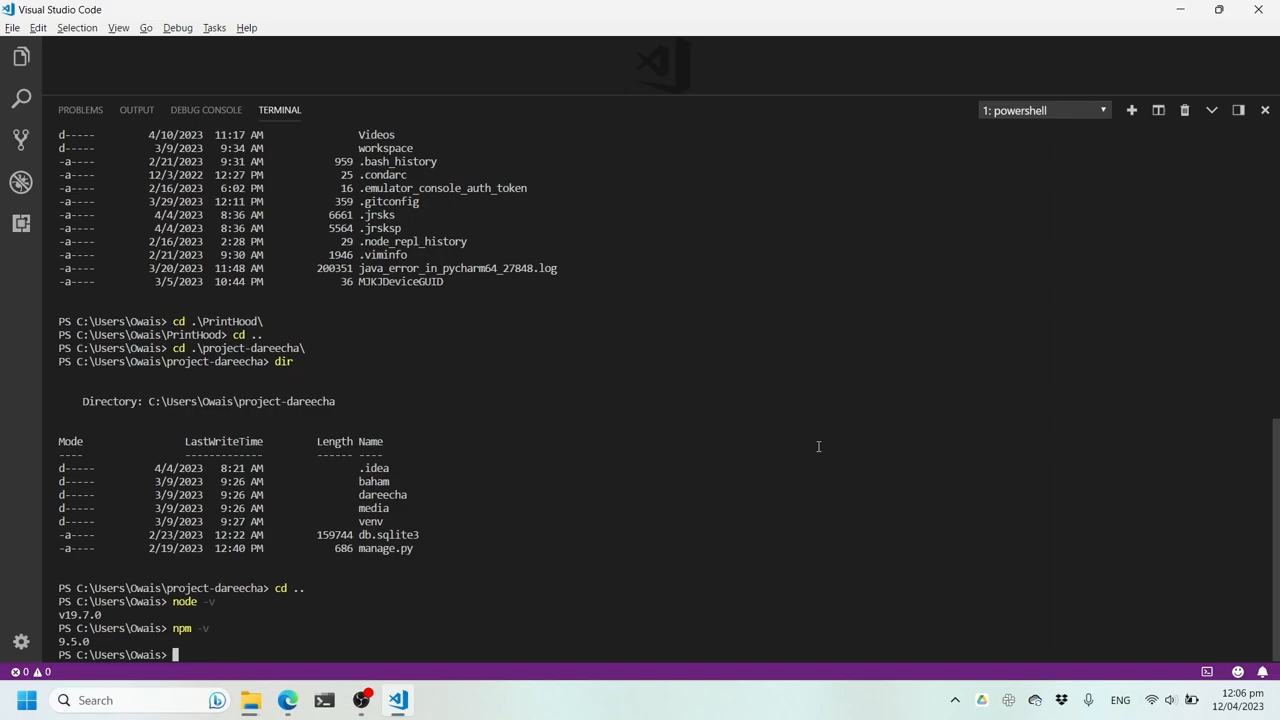 Visual Studio Code
File Edit Selection View Go Debug Tasks Help
PROBLEMS OUTPUT DEBUG CONSOLE TERMINAL 1: powershell
d----- 4/10/2023 11:17 AM Videos
d----- 3/9/2023 9:34 AM workspace
-a---- 2/21/2023 9:31 AM 959 .bash_history
-a---- 12/3/2022 12:27 PM 25 .condarc
-a---- 2/16/2023 6:02 PM 16 .emulator_console_auth_token
-a---- 3/29/2023 12:11 PM 359 .gitconfig
-a---- 4/4/2023 8:36 AM 6661 .jrsks
-a---- 4/4/2023 8:36 AM 5564 .jrsksp
-a---- 2/16/2023 2:28 PM 29 .node_repl_history
-a---- 2/21/2023 9:30 AM 1946 .viminfo
-a---- 3/20/2023 11:48 AM 200351 java_error_in_pycharm64_27848.log
-a---- 3/5/2023 10:44 PM 36 MJKJDeviceGUID
PS C:\Users\Owais> cd .\PrintHood\
PS C:\Users\Owais\PrintHood> cd ..
PS C:\Users\Owais> cd .\project-dareecha\
PS C:\Users\Owais\project-dareecha> dir
Directory: C:\Users\Owais\project-dareecha
Mode LastWriteTime Length Name
---- ------------- ------ ----
d----- 4/4/2023 8:21 AM .idea
d----- 3/9/2023 9:26 AM baham
d----- 3/9/2023 9:26 AM dareecha
d----- 3/9/2023 9:26 AM media
d----- 3/9/2023 9:27 AM venv
-a---- 2/23/2023 12:22 AM 159744 db.sqlite3
-a---- 2/19/2023 12:40 PM 686 manage.py
PS C:\Users\Owais\project-dareecha> cd ..
PS C:\Users\Owais> node -v
v19.7.0
PS C:\Users\Owais> npm -v
9.5.0
PS C:\Users\Owais>
0 0
Search ENG 12:06 pm
12/04/2023